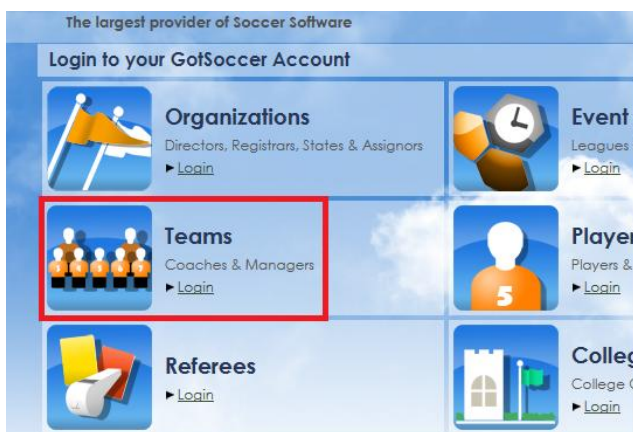 The largest provider of Soccer Software
Login to your GotSoccer Account
Organizations
Directors, Registrars, States & Assignors
►Login
Event
Leagues
►Login
Teams
Coaches & Managers
►Login
Player
Players &
►Login
5
Referees
►Login
Colleg
College
►Login